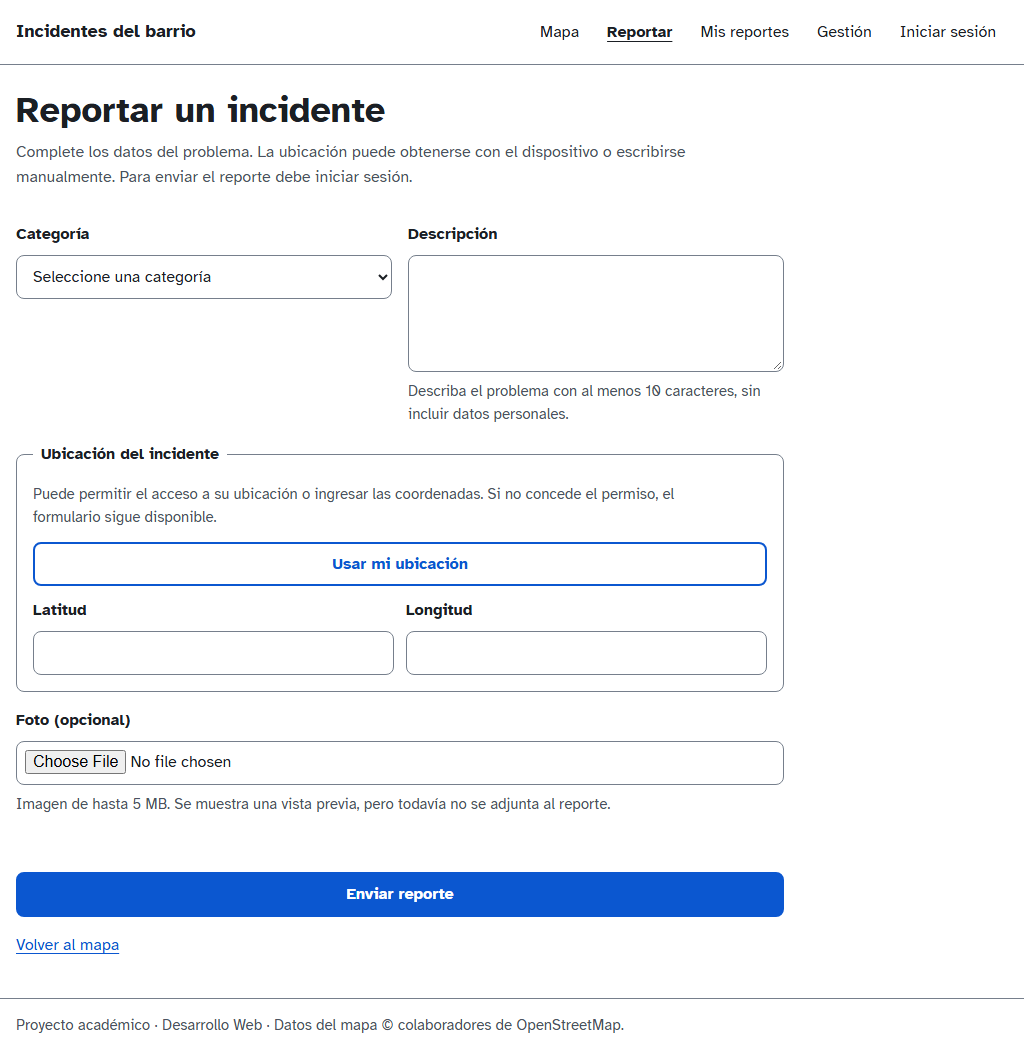 Incidentes del barrio
Mapa Reportar Mis reportes Gestión Iniciar sesión
Reportar un incidente
Complete los datos del problema. La ubicación puede obtenerse con el dispositivo o escribirse
manualmente. Para enviar el reporte debe iniciar sesión.
Categoría
Seleccione una categoría
Descripción
Describa el problema con al menos 10 caracteres, sin
incluir datos personales.
Ubicación del incidente
Puede permitir el acceso a su ubicación o ingresar las coordenadas. Si no concede el permiso, el
formulario sigue disponible.
Usar mi ubicación
Latitud
Longitud
Foto (opcional)
Choose File No file chosen
Imagen de hasta 5 MB. Se muestra una vista previa, pero todavía no se adjunta al reporte.
Enviar reporte
Volver al mapa
Proyecto académico · Desarrollo Web · Datos del mapa © colaboradores de OpenStreetMap.